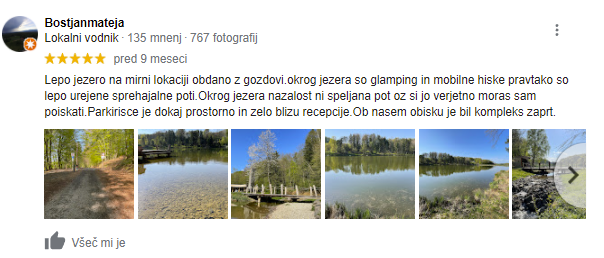 Bostjanmateja
Lokalni vodnik · 135 mnenj · 767 fotografij
pred 9 meseci
Lepo jezero na mirni lokaciji obdano z gozdovi.okrog jezera so glamping in mobilne hiske pravtako so
lepo urejene sprehajalne poti.Okrog jezera nazalost ni speljana pot oz si jo verjetno moras sam
poiskati.Parkirisce je dokaj prostorno in zelo blizu recepcije.Ob nasem obisku je bil kompleks zaprt.
Všeč mi je